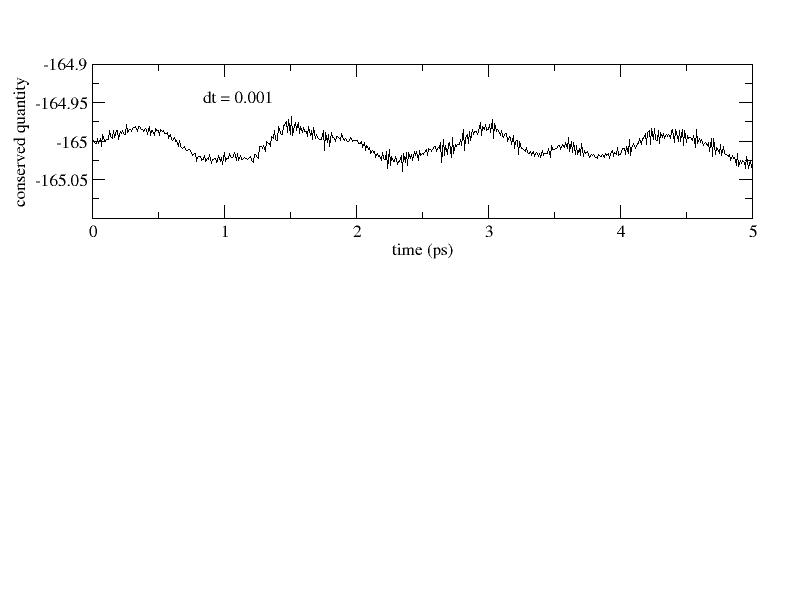 -164.9
dt = 0.001
-164.95
-165
-165.05
conserved quantity
0 1 2 3 4 5
time (ps)